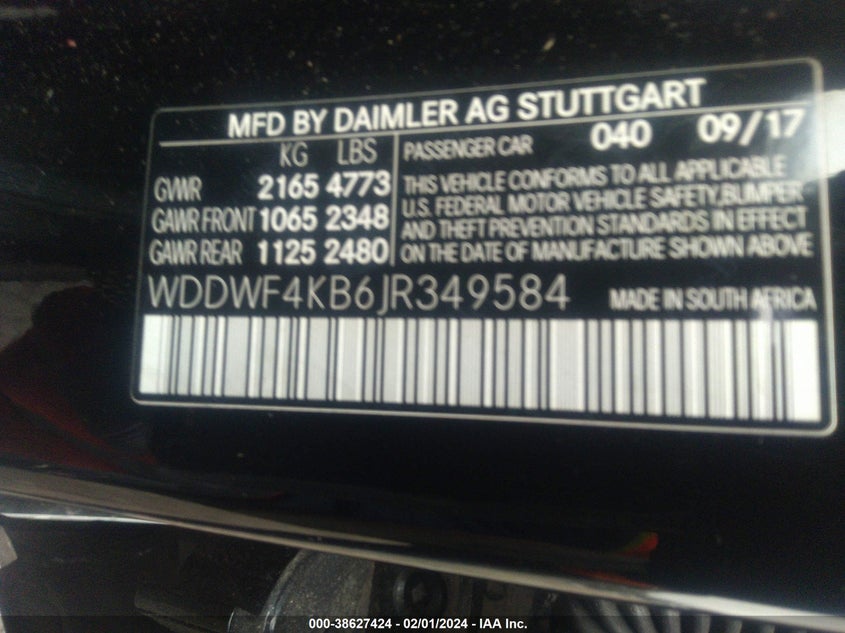 MFD BY DAIMLER AG STUTTGART
KG LBS
GVWR 2165 4773
GAWR FRONT 1065 2348
GAWR REAR 1125 2480
PASSENGER CAR 040 09/17
THIS VEHICLE CONFORMS TO ALL APPLICABLE
U.S. FEDERAL MOTOR VEHICLE SAFETY, BUMPER
AND THEFT PREVENTION STANDARDS IN EFFECT
ON THE DATE OF MANUFACTURE SHOWN ABOVE
WDDWF4KB6JR349584 MADE IN SOUTH AFRICA
000-38627424 - 02/01/2024 - IAA Inc.